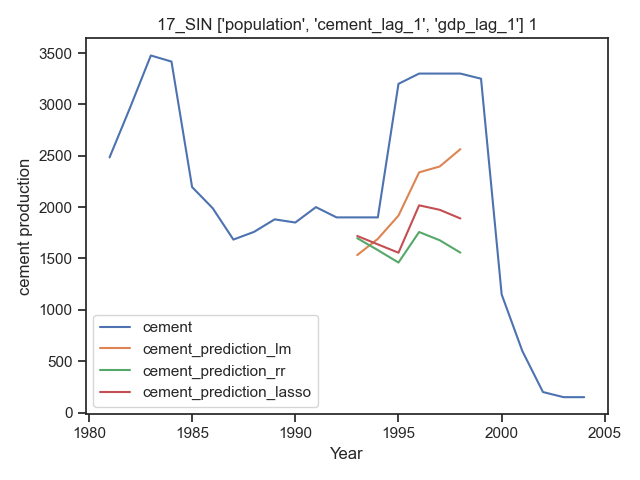 17_SIN ['population', 'cement_lag_1', 'gdp_lag_1'] 1
3500
3000
2500
2000
1500
1000
500
0
cement production
cement
cement_prediction_lm
cement_prediction_rr
cement_prediction_lasso
1980
1985
1990
1995
2000
2005
Year